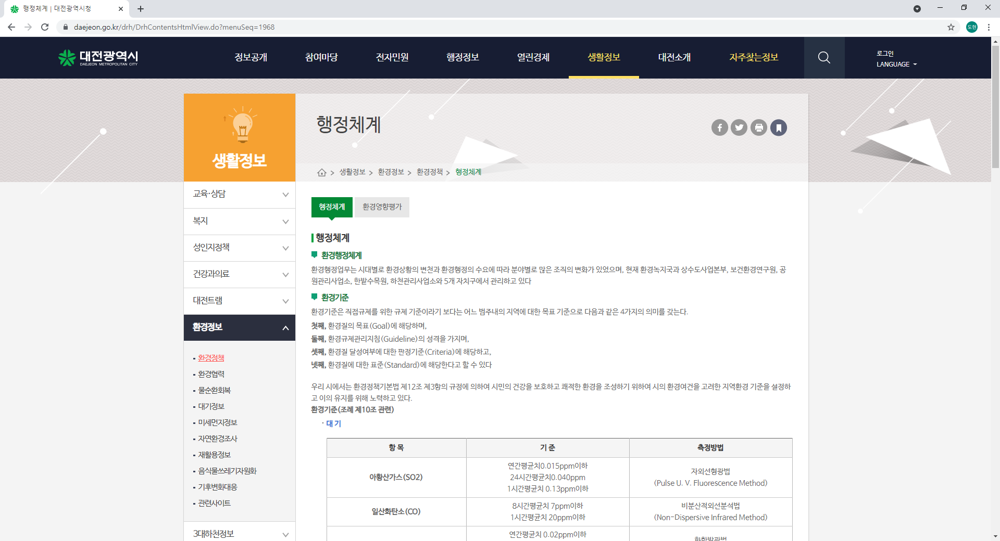 행정체계 | 대전광역시청
daejeon.go.kr/drh/DrhContentsHtmlView.do?menuSeq=1968
도현
대전광역시
DAEJEON METROPOLITAN CITY
정보공개
참여마당
전자민원
행정정보
열린경제
생활정보
대전소개
자주찾는정보
로그인
LANGUAGE
생활정보
행정체계
생활정보 > 환경정보 > 환경정책 > 행정체계
교육·상담
복지
성인지정책
건강과의료
대전트램
환경정보
환경정책
환경협력
물순환회복
대기정보
미세먼지정보
자연환경조사
재활용정보
음식물쓰레기자원화
기후변화대응
관련사이트
3대하천정보
행정체계
환경영향평가
행정체계
환경행정체계
환경행정업무는 시대별로 환경상황의 변천과 환경행정의 수요에 따라 분야별로 많은 조직의 변화가 있었으며, 현재 환경녹지국과 상수도사업본부, 보건환경연구원, 공
원관리사업소, 한밭수목원, 하천관리사업소와 5개 자치구에서 관리하고 있다
환경기준
환경기준은 직접규제를 위한 규제 기준이라기 보다는 어느 범주내의 지역에 대한 목표 기준으로 다음과 같은 4가지의 의미를 갖는다.
첫째, 환경질의 목표(Goal)에 해당하며,
둘째, 환경규제관리지침(Guideline)의 성격을 가지며,
셋째, 환경질 달성여부에 대한 판정기준(Criteria)에 해당하고,
넷째, 환경질에 대한 표준(Standard)에 해당한다고 할 수 있다
우리 시에서는 환경정책기본법 제12조 제3항의 규정에 의하여 시민의 건강을 보호하고 쾌적한 환경을 조성하기 위하여 시의 환경여건을 고려한 지역환경 기준을 설정하
고 이의 유지를 위해 노력하고 있다.
환경기준(조례 제10조 관련)
· 대 기
항 목
기 준
측정방법
아황산가스(SO2)
연간평균치0.015ppm이하
24시간평균치0.040ppm
1시간평균치 0.13ppm이하
자외선형광법
(Pulse U. V. Fluorescence Method)
일산화탄소(CO)
8시간평균치 7ppm이하
1시간평균치 20ppm이하
비분산적외선분석법
(Non-Dispersive Infrared Method)
연간평균치 0.02ppm이하